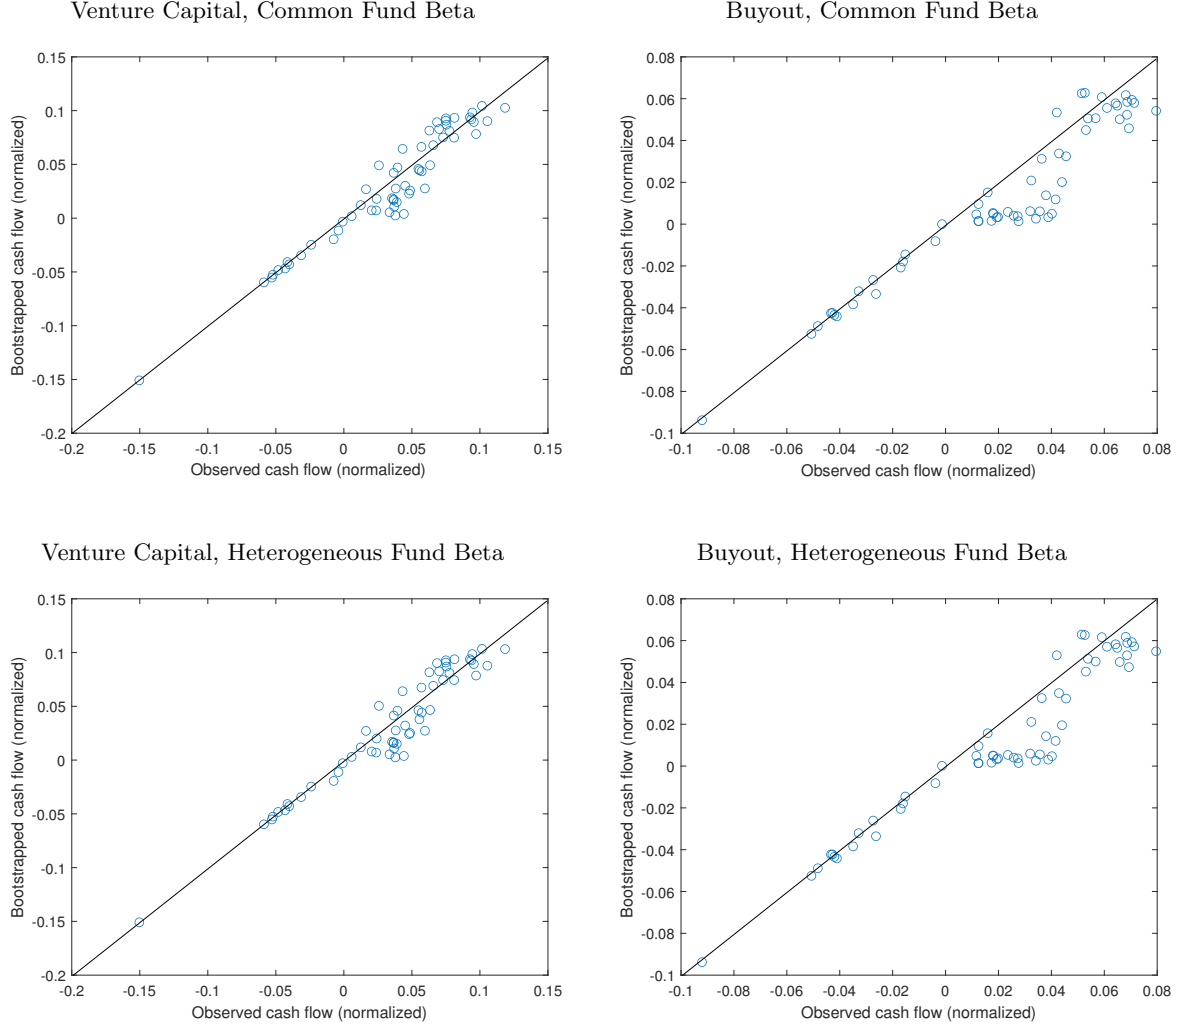 Venture Capital, Common Fund Beta
0.15
0.1
0.05
0
-0.05
-0.1
-0.15
-0.2
-0.2 -0.15 -0.1 -0.05 0 0.05 0.1 0.15
Observed cash flow (normalized)
Bootstrapped cash flow (normalized)
Buyout, Common Fund Beta
0.08
0.06
0.04
0.02
0
-0.02
-0.04
-0.06
-0.08
-0.1
-0.1 -0.08 -0.06 -0.04 -0.02 0 0.02 0.04 0.06 0.08
Observed cash flow (normalized)
Bootstrapped cash flow (normalized)
Venture Capital, Heterogeneous Fund Beta
0.15
0.1
0.05
0
-0.05
-0.1
-0.15
-0.2
-0.2 -0.15 -0.1 -0.05 0 0.05 0.1 0.15
Observed cash flow (normalized)
Bootstrapped cash flow (normalized)
Buyout, Heterogeneous Fund Beta
0.08
0.06
0.04
0.02
0
-0.02
-0.04
-0.06
-0.08
-0.1
-0.1 -0.08 -0.06 -0.04 -0.02 0 0.02 0.04 0.06 0.08
Observed cash flow (normalized)
Bootstrapped cash flow (normalized)